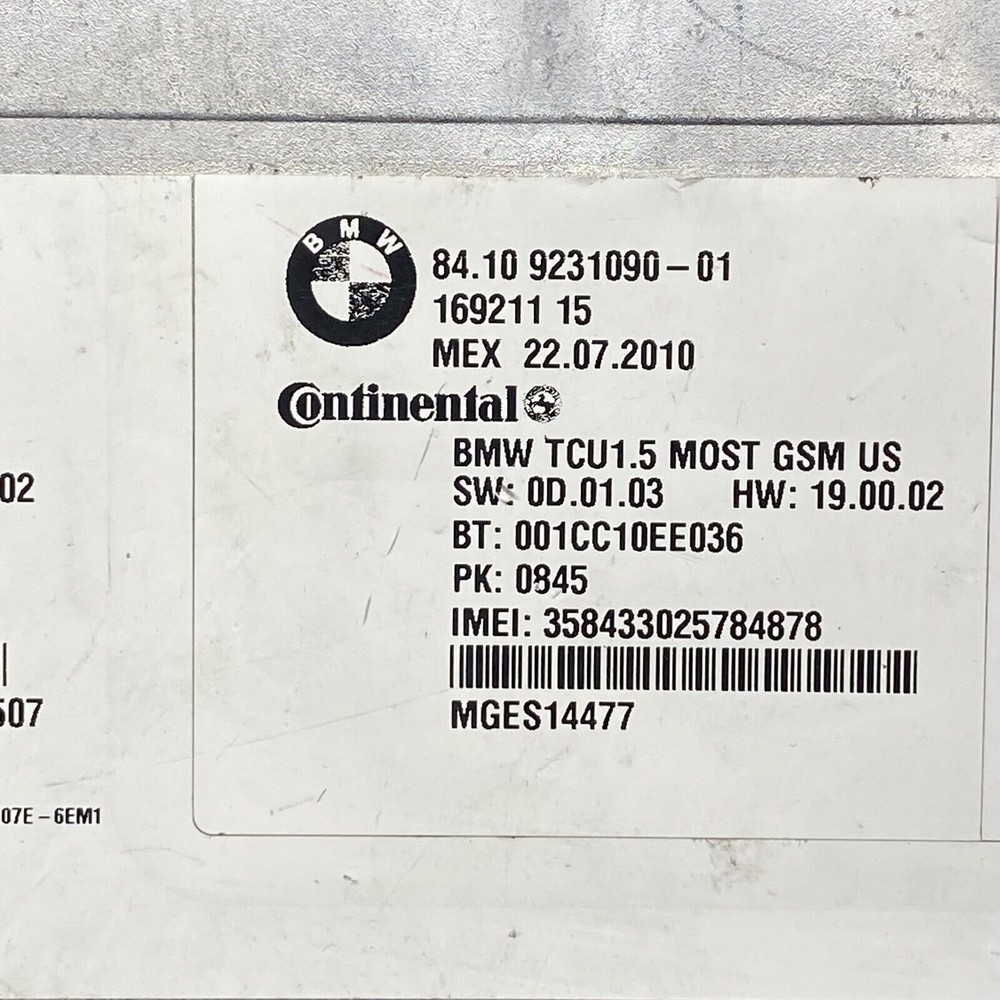 BMW
84.10 9231090-01
169211 15
MEX 22.07.2010
Continental
BMW TCU1.5 MOST GSM US
SW: 0D.01.03 HW: 19.00.02
BT: 001CC10EE036
PK: 0845
IMEI: 358433025784878
MGES14477
02
507
07E-6EM1